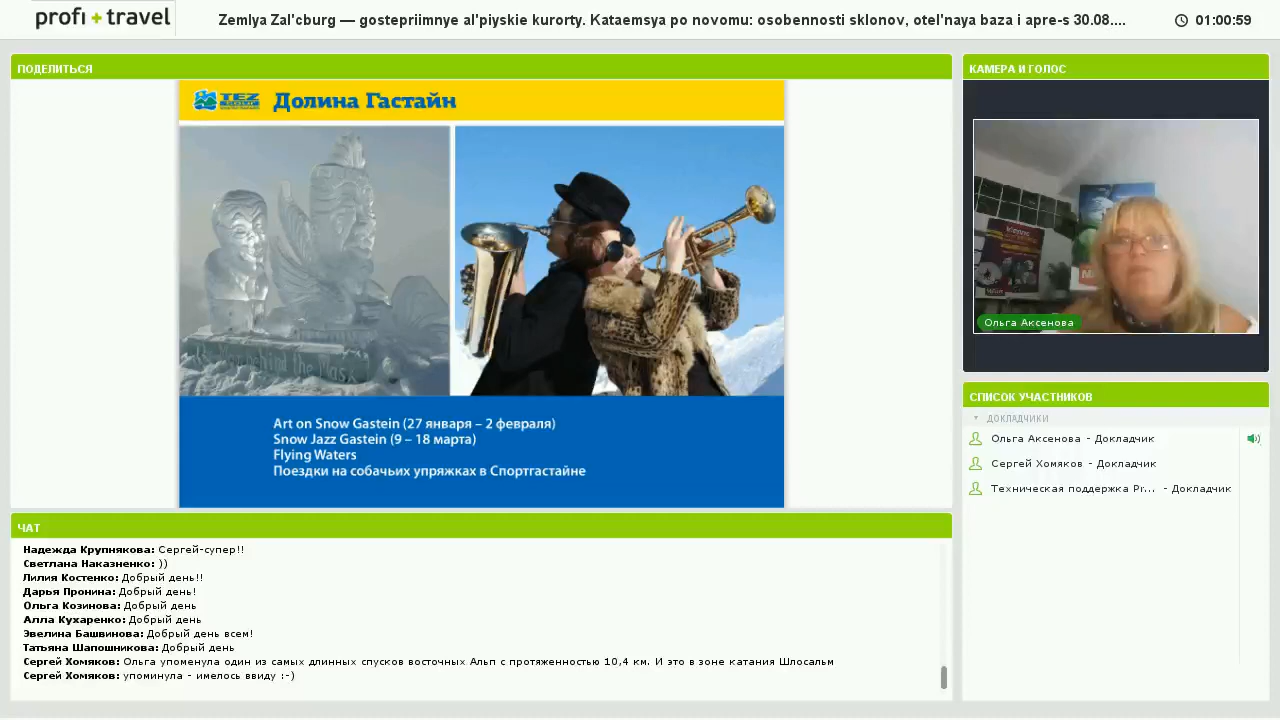 profi + travel
Zemlya Zal'cburg — gostepriimnye al'piyskie kurorty. Kataemsya po novomu: osobennosti sklonov, otel'naya baza i apre-s 30.08....
01:00:59
ПОДЕЛИТЬСЯ
TEZ TOUR
Долина Гастайн
behind the Mask
Art on Snow Gastein (27 января – 2 февраля)
Snow Jazz Gastein (9 – 18 марта)
Flying Waters
Поездки на собачьих упряжках в Спортгастайне
ЧАТ
Надежда Крупнякова: Сергей-супер!!
Светлана Наказненко: ))
Лилия Костенко: Добрый день!!
Дарья Пронина: Добрый день!
Ольга Козинова: Добрый день
Алла Кухаренко: Добрый день
Эвелина Башвинова: Добрый день всем!
Татьяна Шапошникова: Добрый день
Сергей Хомяков: Ольга упоменула один из самых длинных спусков восточных Альп с протяженностью 10,4 км. И это в зоне катания Шлосальм
Сергей Хомяков: упоминула - имелось ввиду :-)
КАМЕРА И ГОЛОС
Ольга Аксенова
СПИСОК УЧАСТНИКОВ
ДОКЛАДЧИКИ
Ольга Аксенова - Докладчик
Сергей Хомяков - Докладчик
Техническая поддержка Pr... - Докладчик